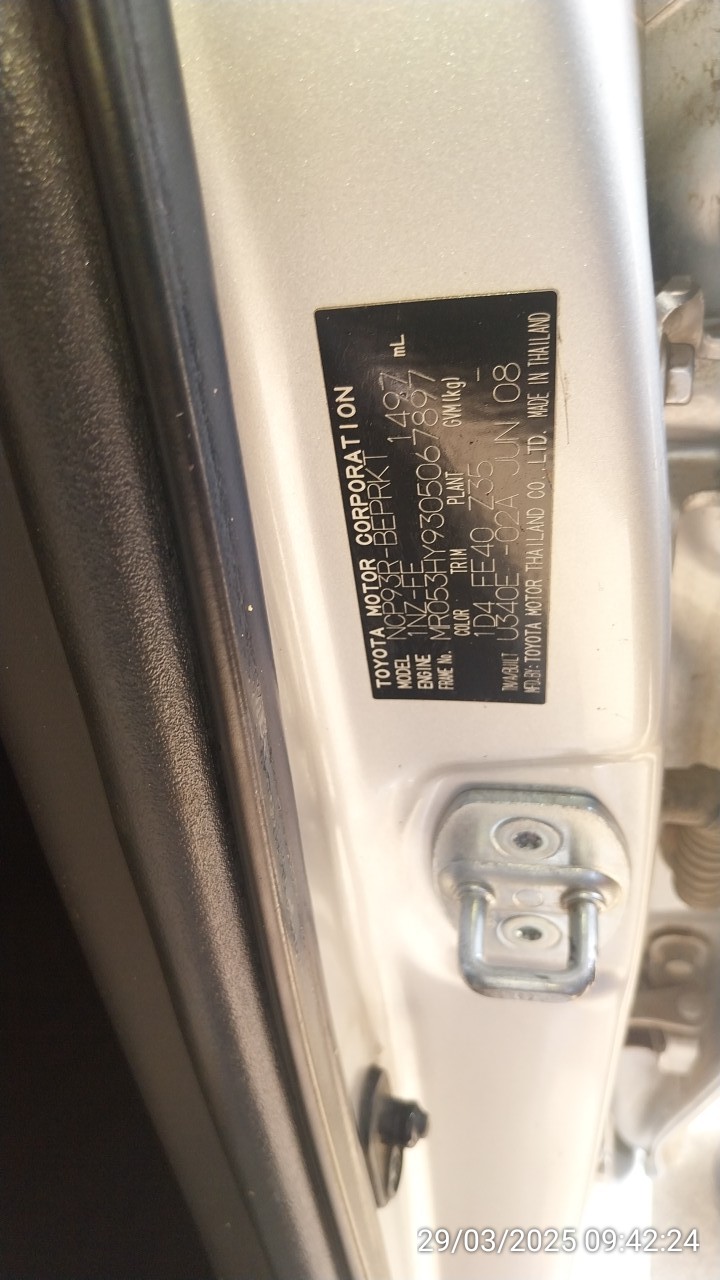 TOYOTA MOTOR CORPORATION
MODEL NCP93R-BEPRKT 1497 mL
ENGINE 1NZ-FE
FRAME No. MR053HY9305067897
COLOR TRIM PLANT GVM(kg)
1D4 FE40 Z35 -
TMA/BUILT U340E -02A JUN 08
MFD.BY: TOYOTA MOTOR THAILAND CO.,LTD. MADE IN THAILAND
29/03/2025 09:42:24